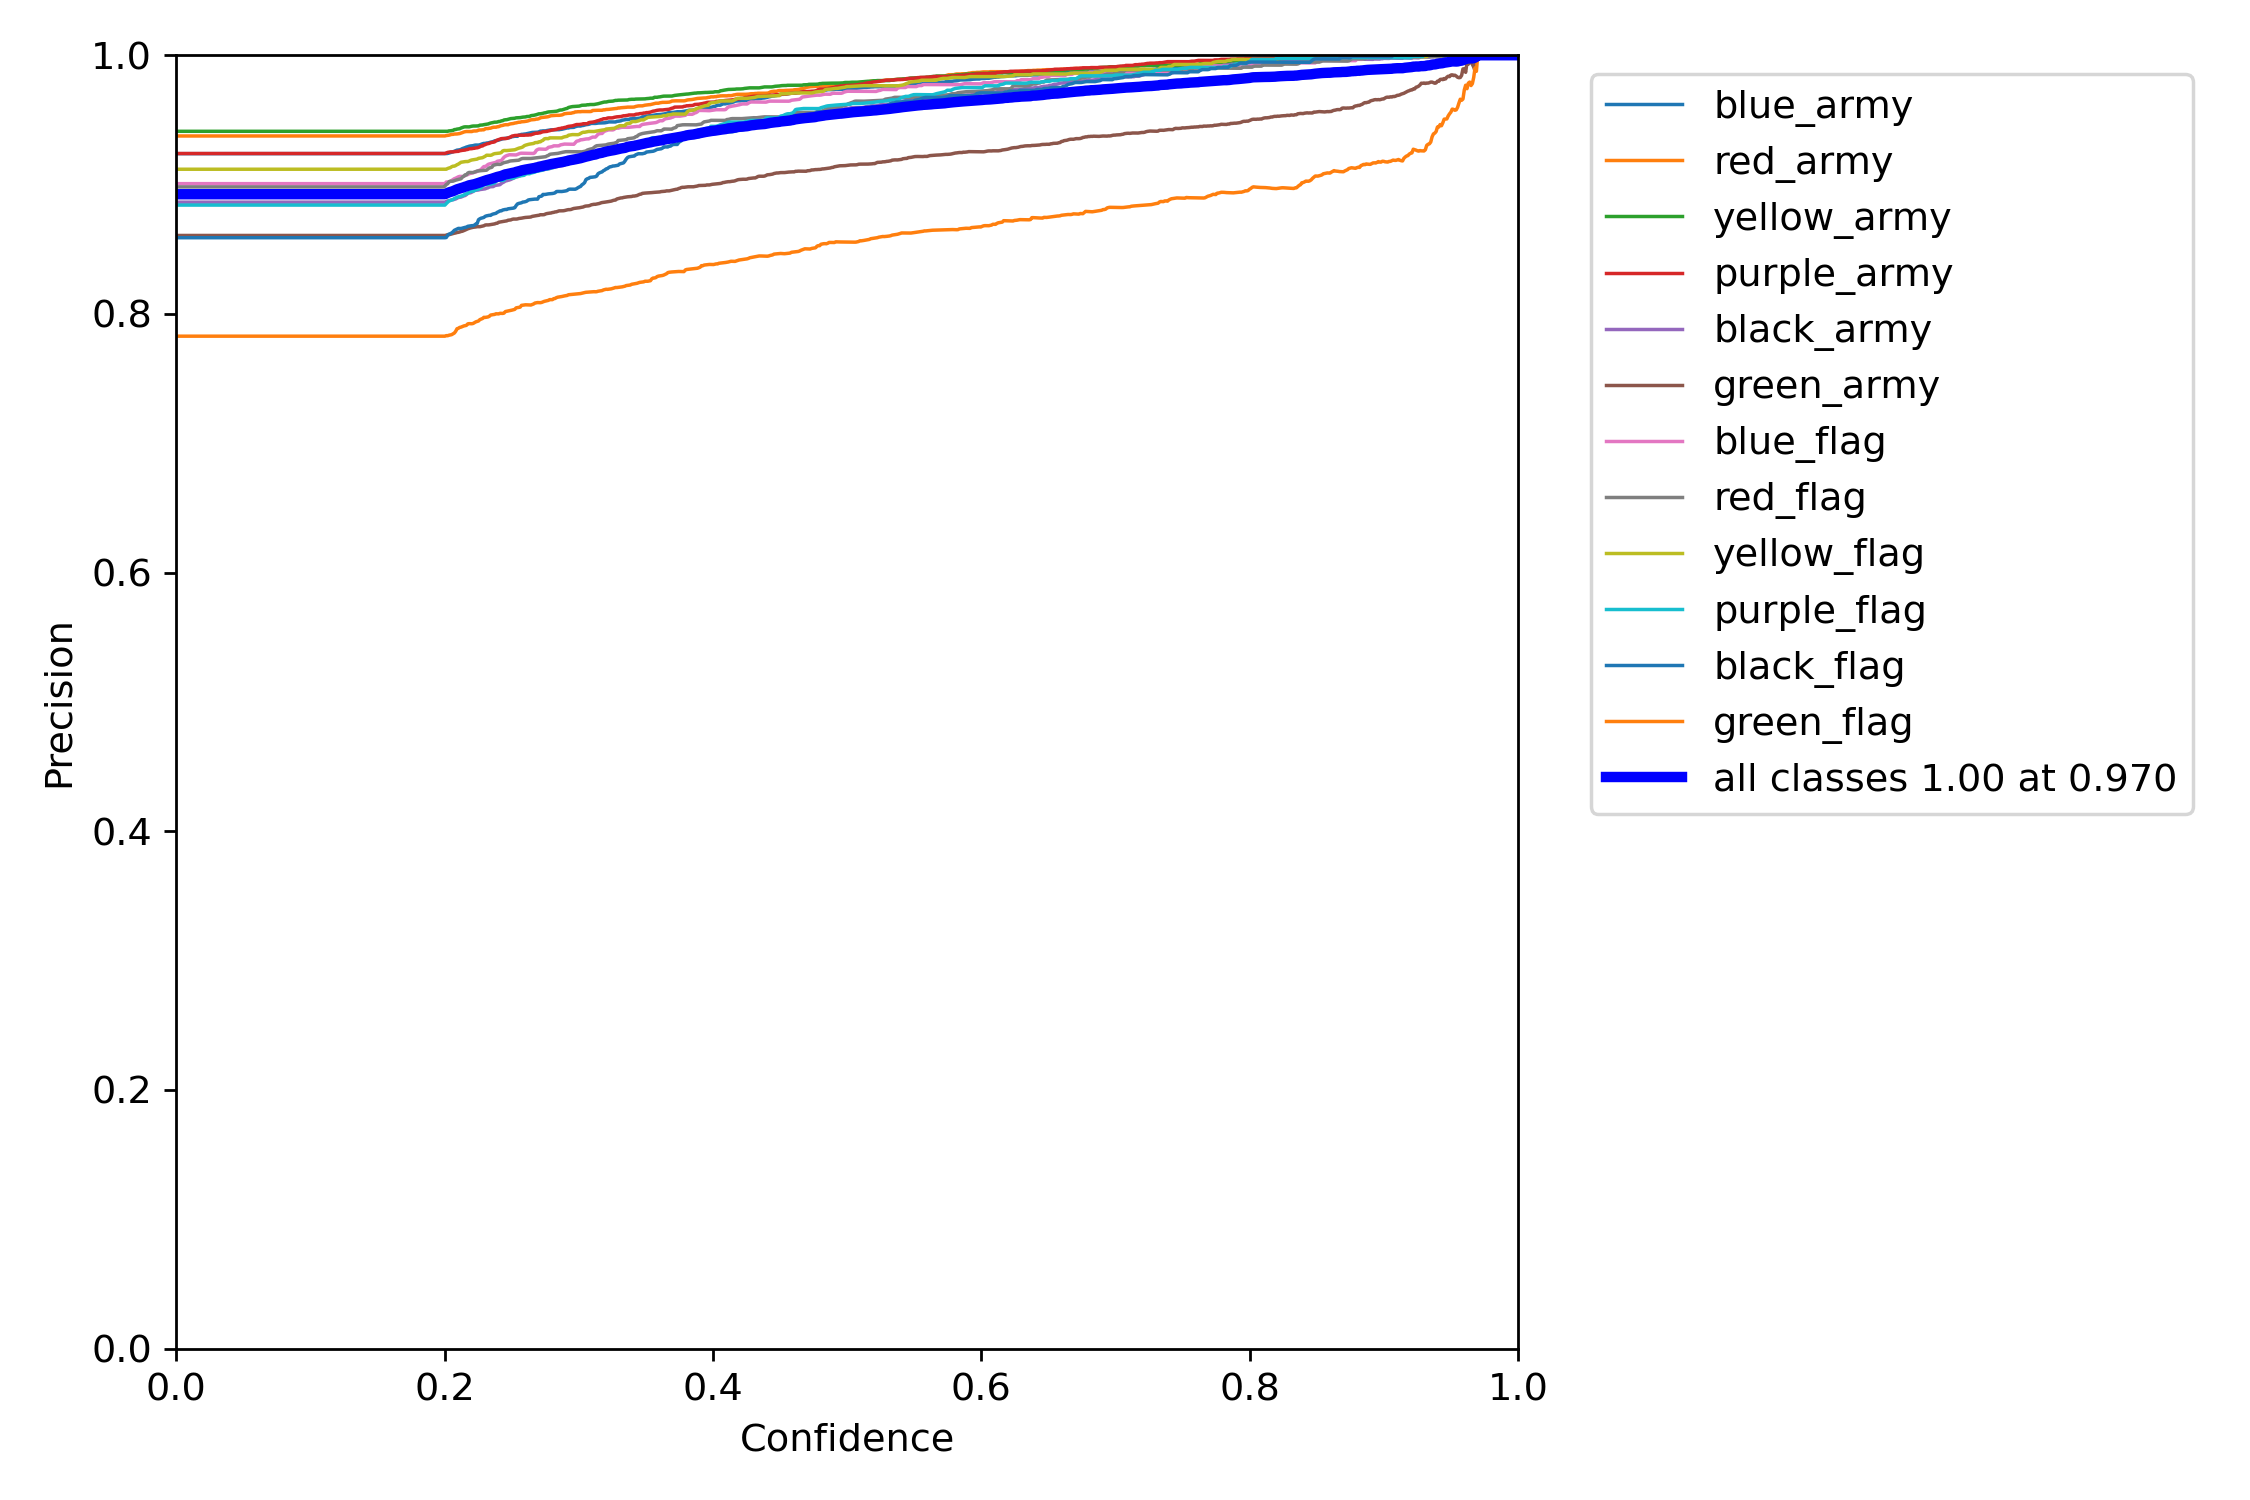 1.0
0.8
0.6
0.4
0.2
0.0
0.0 0.2 0.4 0.6 0.8 1.0
Precision
Confidence
blue_army
red_army
yellow_army
purple_army
black_army
green_army
blue_flag
red_flag
yellow_flag
purple_flag
black_flag
green_flag
all classes 1.00 at 0.970